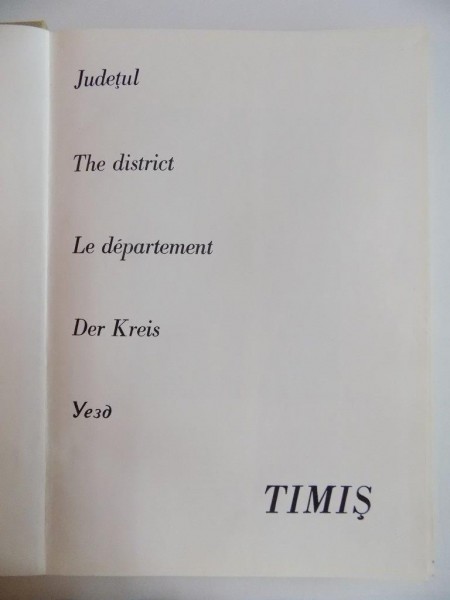 Județul
The district
Le département
Der Kreis
Уезд
TIMIȘ